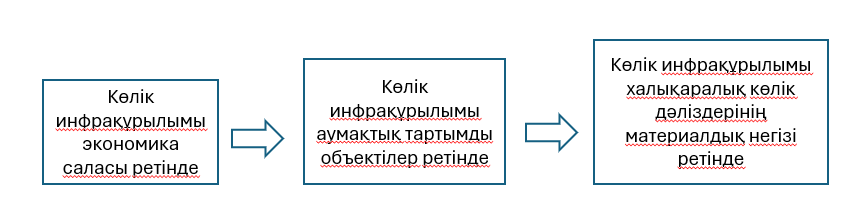 Көлік
инфрақұрылымы
экономика
саласы ретінде
Көлік
инфрақұрылымы
аумақтық тартымды
объектілер ретінде
Көлік инфрақұрылымы
халықаралық көлік
дәліздерінің
материалдық негізі
ретінде